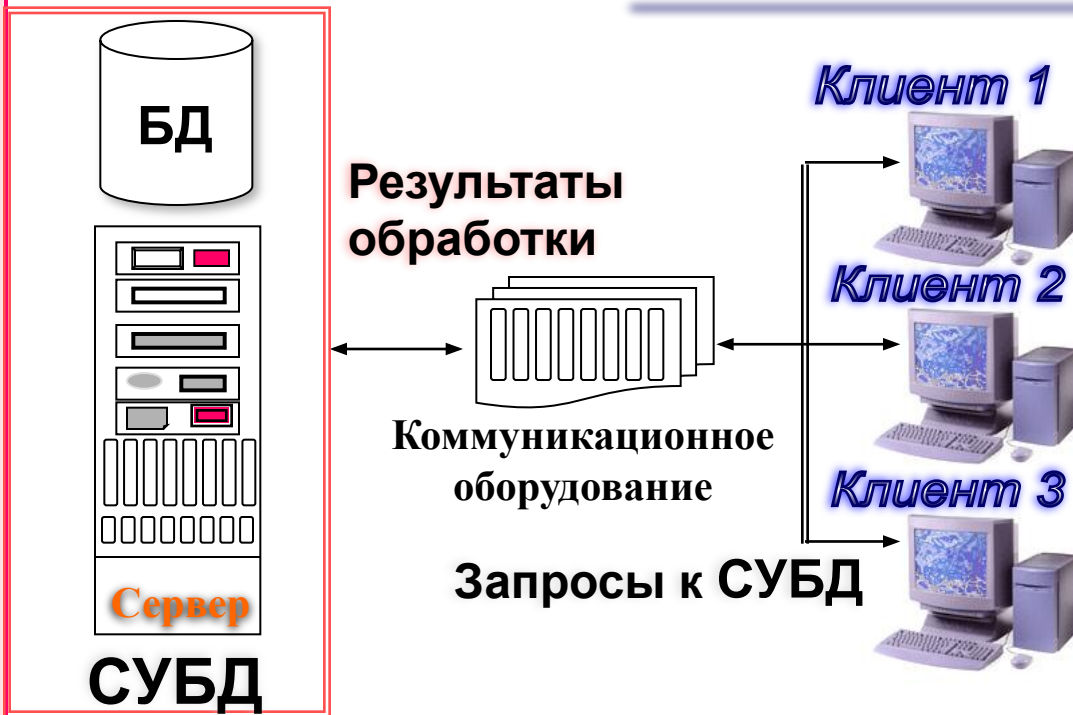 БД
Сервер
СУБД
Результаты
обработки
Коммуникационное
оборудование
Запросы к СУБД
Клиент 1
Клиент 2
Клиент 3